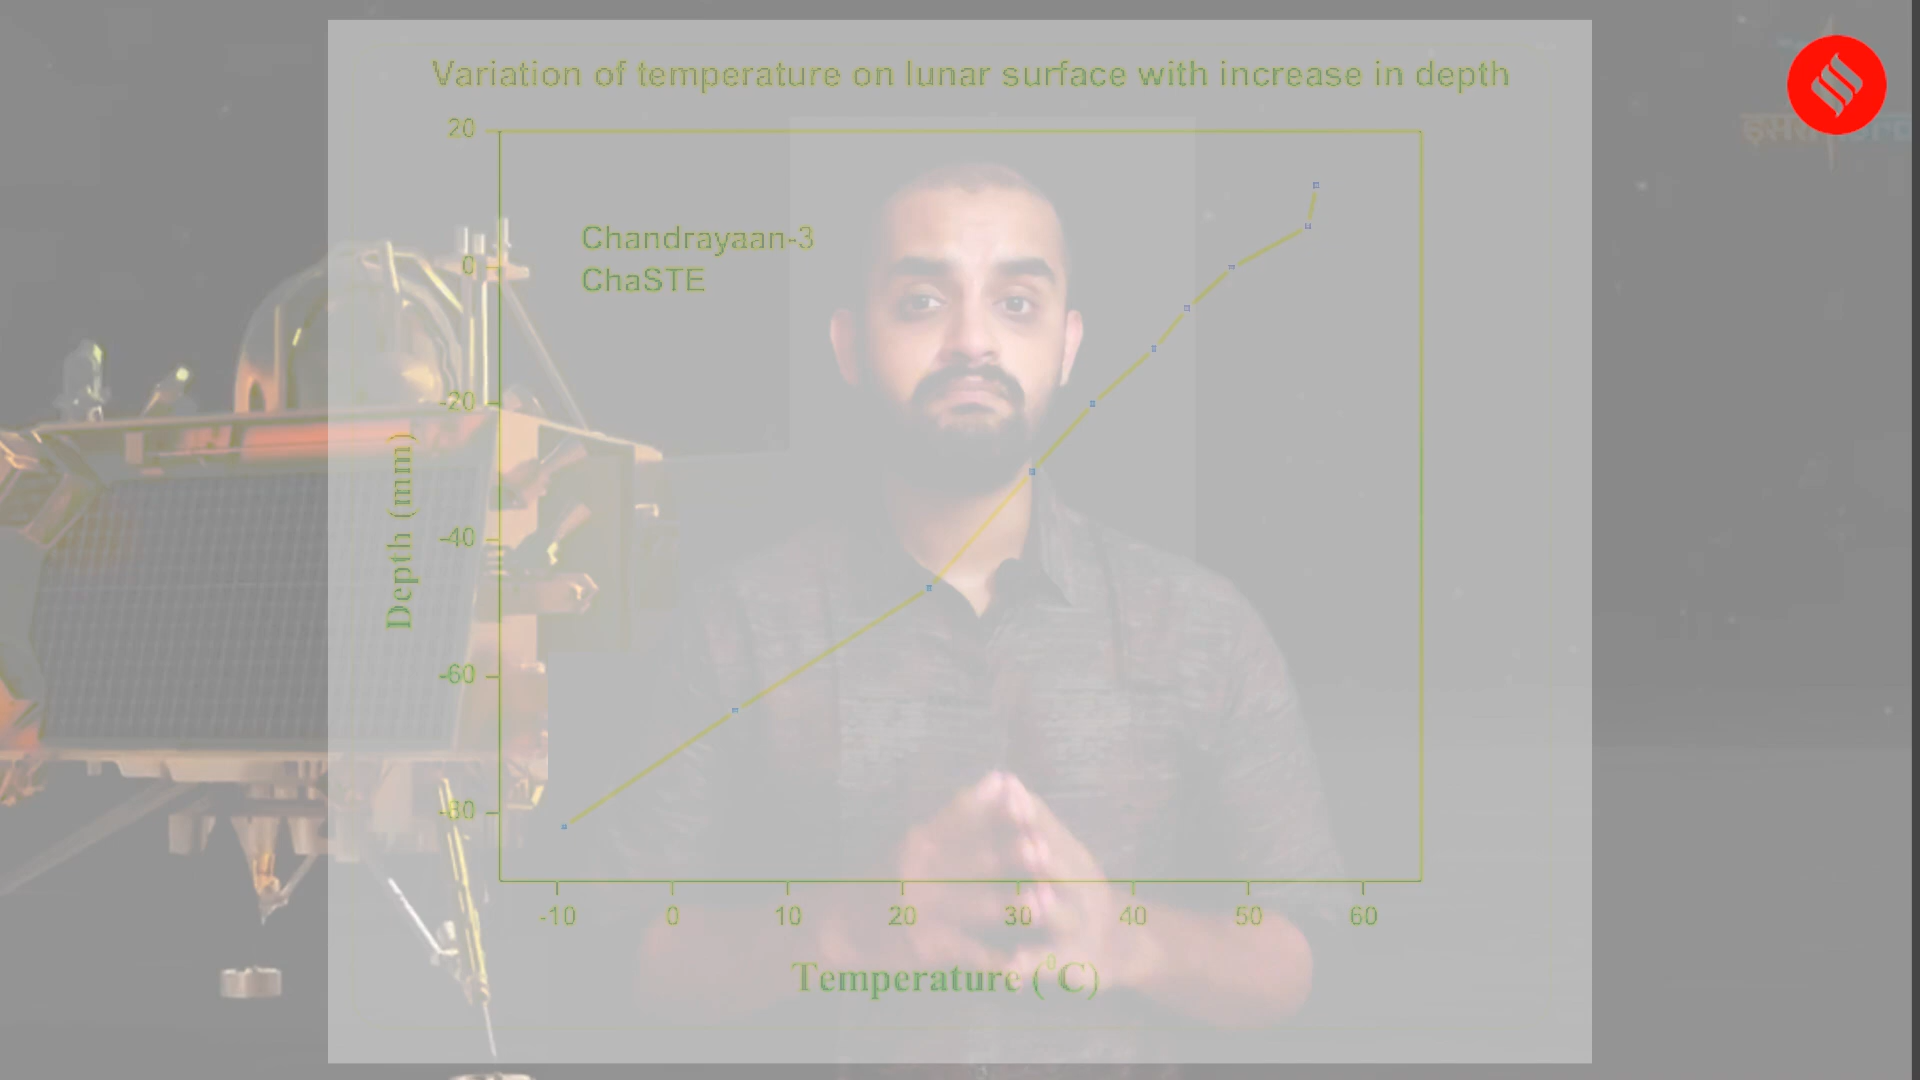 Variation of temperature on lunar surface with increase in depth
Chandrayaan-3
ChaSTE
20
0
-20
-40
-60
-80
Depth (mm)
-10 0 10 20 30 40 50 60
Temperature (⁰C)